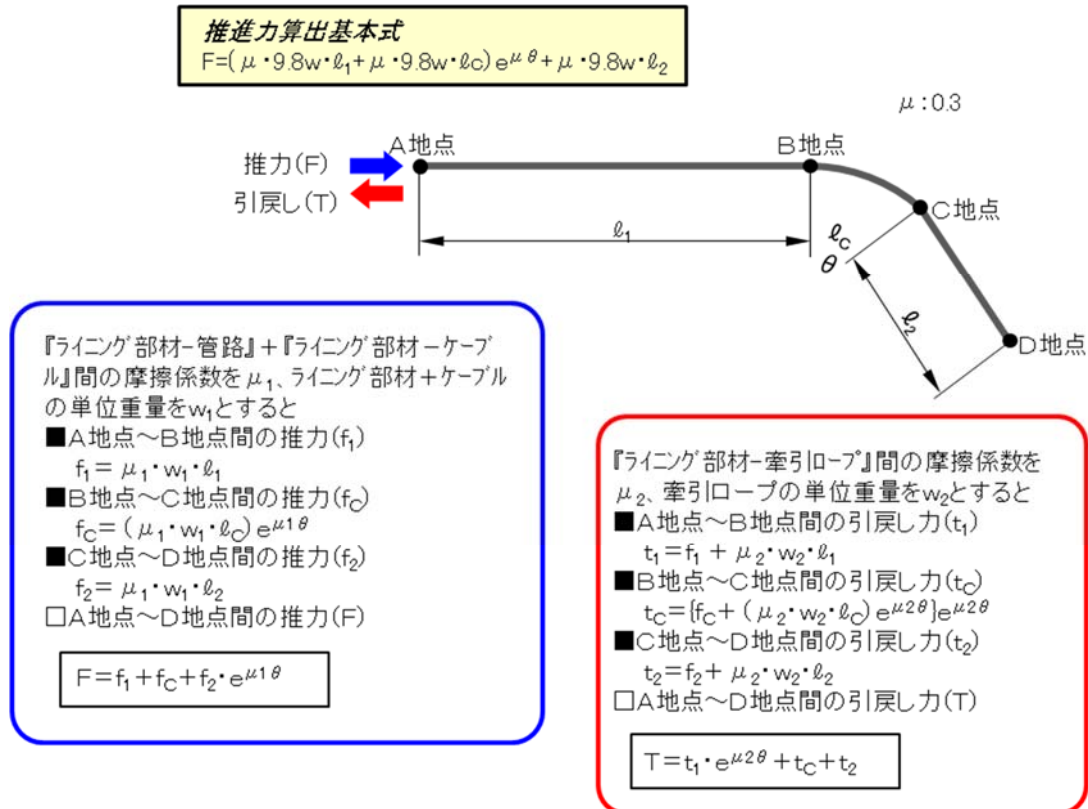 推進力算出基本式
F=(μ・9.8w・ℓ₁+μ・9.8w・ℓc)e^μθ+μ・9.8w・ℓ₂
μ:0.3
A地点
B地点
推力(F)
引戻し(T)
C地点
ℓ₁
ℓc
θ
ℓ₂
D地点
『ライニング部材-管路』+『ライニング部材-ケーブ
ル』間の摩擦係数をμ₁、ライニング部材+ケーブル
の単位重量をw₁とすると
■A地点~B地点間の推力(f₁)
f₁=μ₁・w₁・ℓ₁
■B地点~C地点間の推力(fc)
fc=(μ₁・w₁・ℓc)e^μ1θ
■C地点~D地点間の推力(f₂)
f₂=μ₁・w₁・ℓ₂
□A地点~D地点間の推力(F)
F=f₁+fc+f₂・e^μ1θ
『ライニング部材-牽引ロープ』間の摩擦係数を
μ₂、牽引ロープの単位重量をw₂とすると
■A地点~B地点間の引戻し力(t₁)
t₁=f₁+μ₂・w₂・ℓ₁
■B地点~C地点間の引戻し力(tc)
tc={fc+(μ₂・w₂・ℓc)e^μ2θ}e^μ2θ
■C地点~D地点間の引戻し力(t₂)
t₂=f₂+μ₂・w₂・ℓ₂
□A地点~D地点間の引戻し力(T)
T=t₁・e^μ2θ+tc+t₂